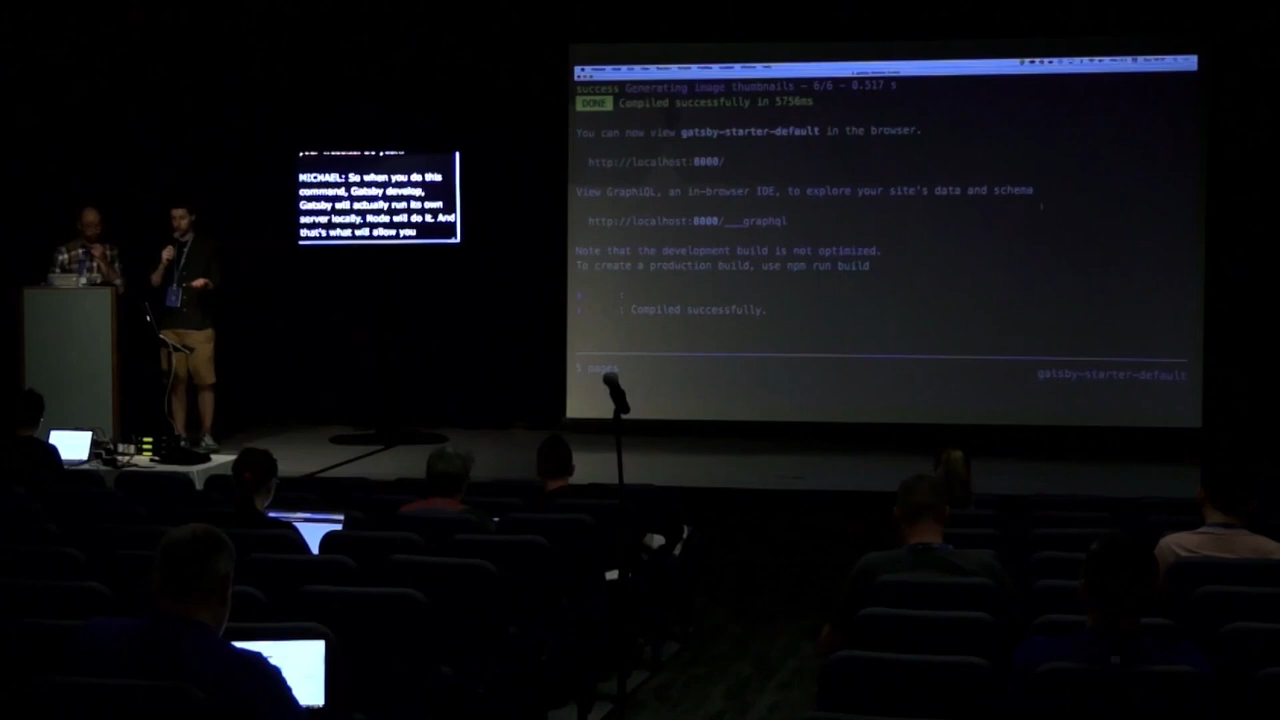 MICHAEL: So when you do this
command, Gatsby develop,
Gatsby will actually run its own
server locally. Node will do it. And
that's what will allow you
success Generating image thumbnails — 6/6 - 0.517 s
DONE Compiled successfully in 5756ms
You can now view gatsby-starter-default in the browser.
http://localhost:8000/
View GraphiQL, an in-browser IDE, to explore your site's data and schema
http://localhost:8000/___graphql
Note that the development build is not optimized.
To create a production build, use npm run build
: Compiled successfully.
5 pages
gatsby-starter-default